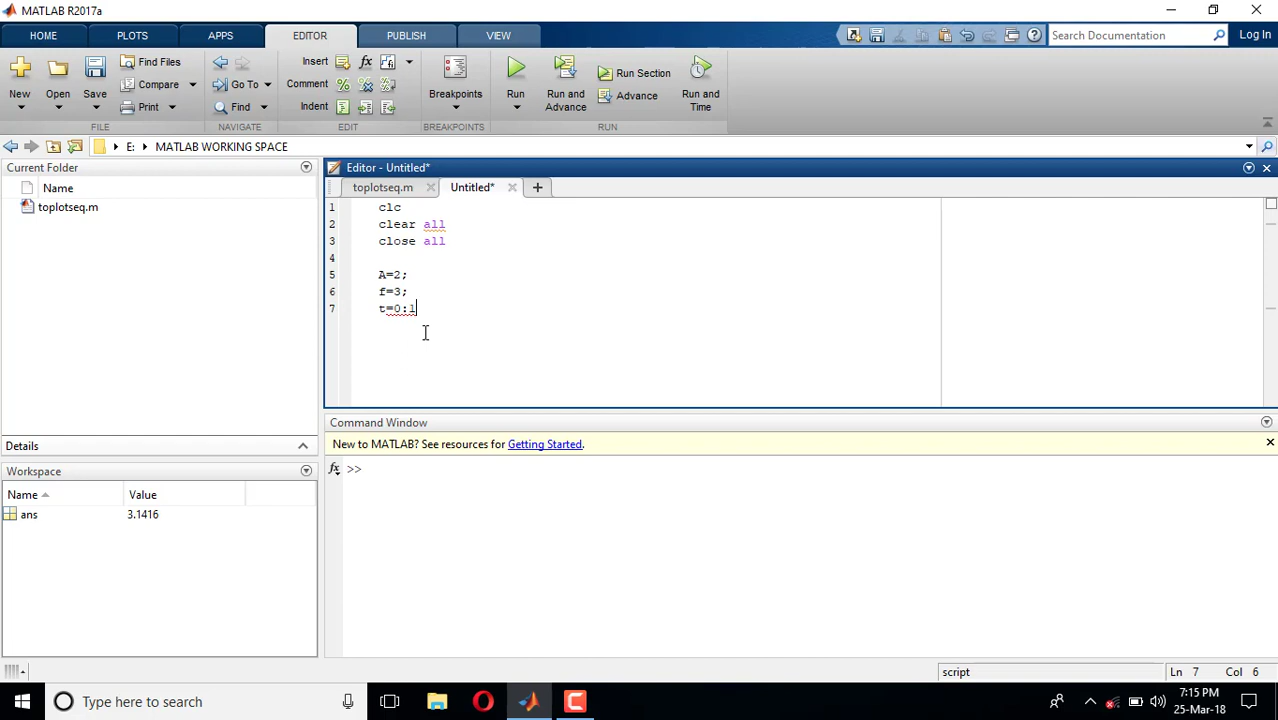 MATLAB R2017a
HOME PLOTS APPS EDITOR PUBLISH VIEW Search Documentation Log In
New Open Save Find Files Compare Print Go To Find Insert fx Comment Indent Breakpoints Run Run and Advance Run Section Advance Run and Time
FILE NAVIGATE EDIT BREAKPOINTS RUN
E: MATLAB WORKING SPACE
Current Folder
Name
toplotseq.m
Details
Workspace
Name Value
ans 3.1416
Editor - Untitled*
toplotseq.m Untitled*
1 clc
2 clear all
3 close all
4
5 A=2;
6 f=3;
7 t=0:1
Command Window
New to MATLAB? See resources for Getting Started.
fx >>
script Ln 7 Col 6
Type here to search 7:15 PM
25-Mar-18